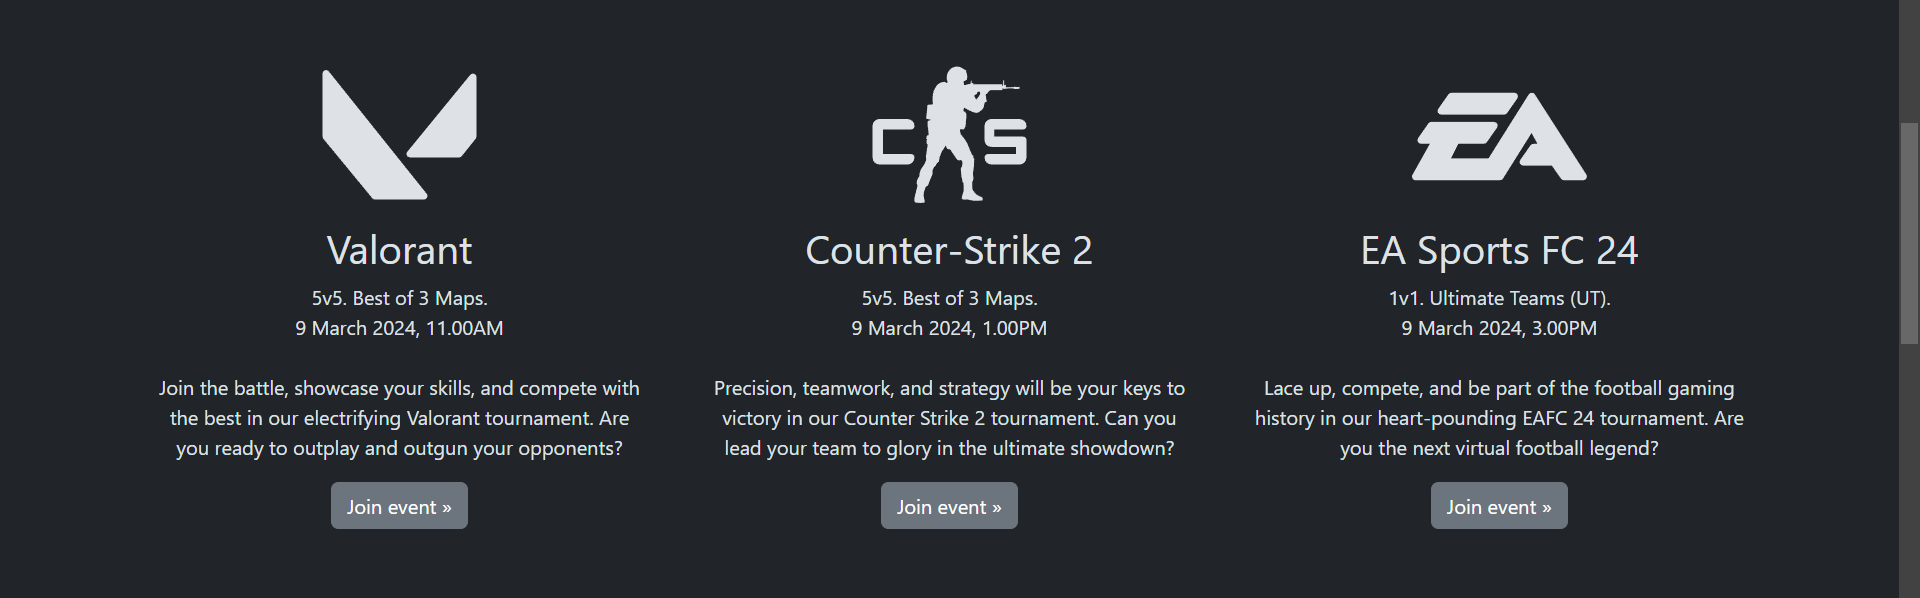 CS
EA
Valorant
5v5. Best of 3 Maps.
9 March 2024, 11.00AM
Join the battle, showcase your skills, and compete with
the best in our electrifying Valorant tournament. Are
you ready to outplay and outgun your opponents?
Join event »
Counter-Strike 2
5v5. Best of 3 Maps.
9 March 2024, 1.00PM
Precision, teamwork, and strategy will be your keys to
victory in our Counter Strike 2 tournament. Can you
lead your team to glory in the ultimate showdown?
Join event »
EA Sports FC 24
1v1. Ultimate Teams (UT).
9 March 2024, 3.00PM
Lace up, compete, and be part of the football gaming
history in our heart-pounding EAFC 24 tournament. Are
you the next virtual football legend?
Join event »